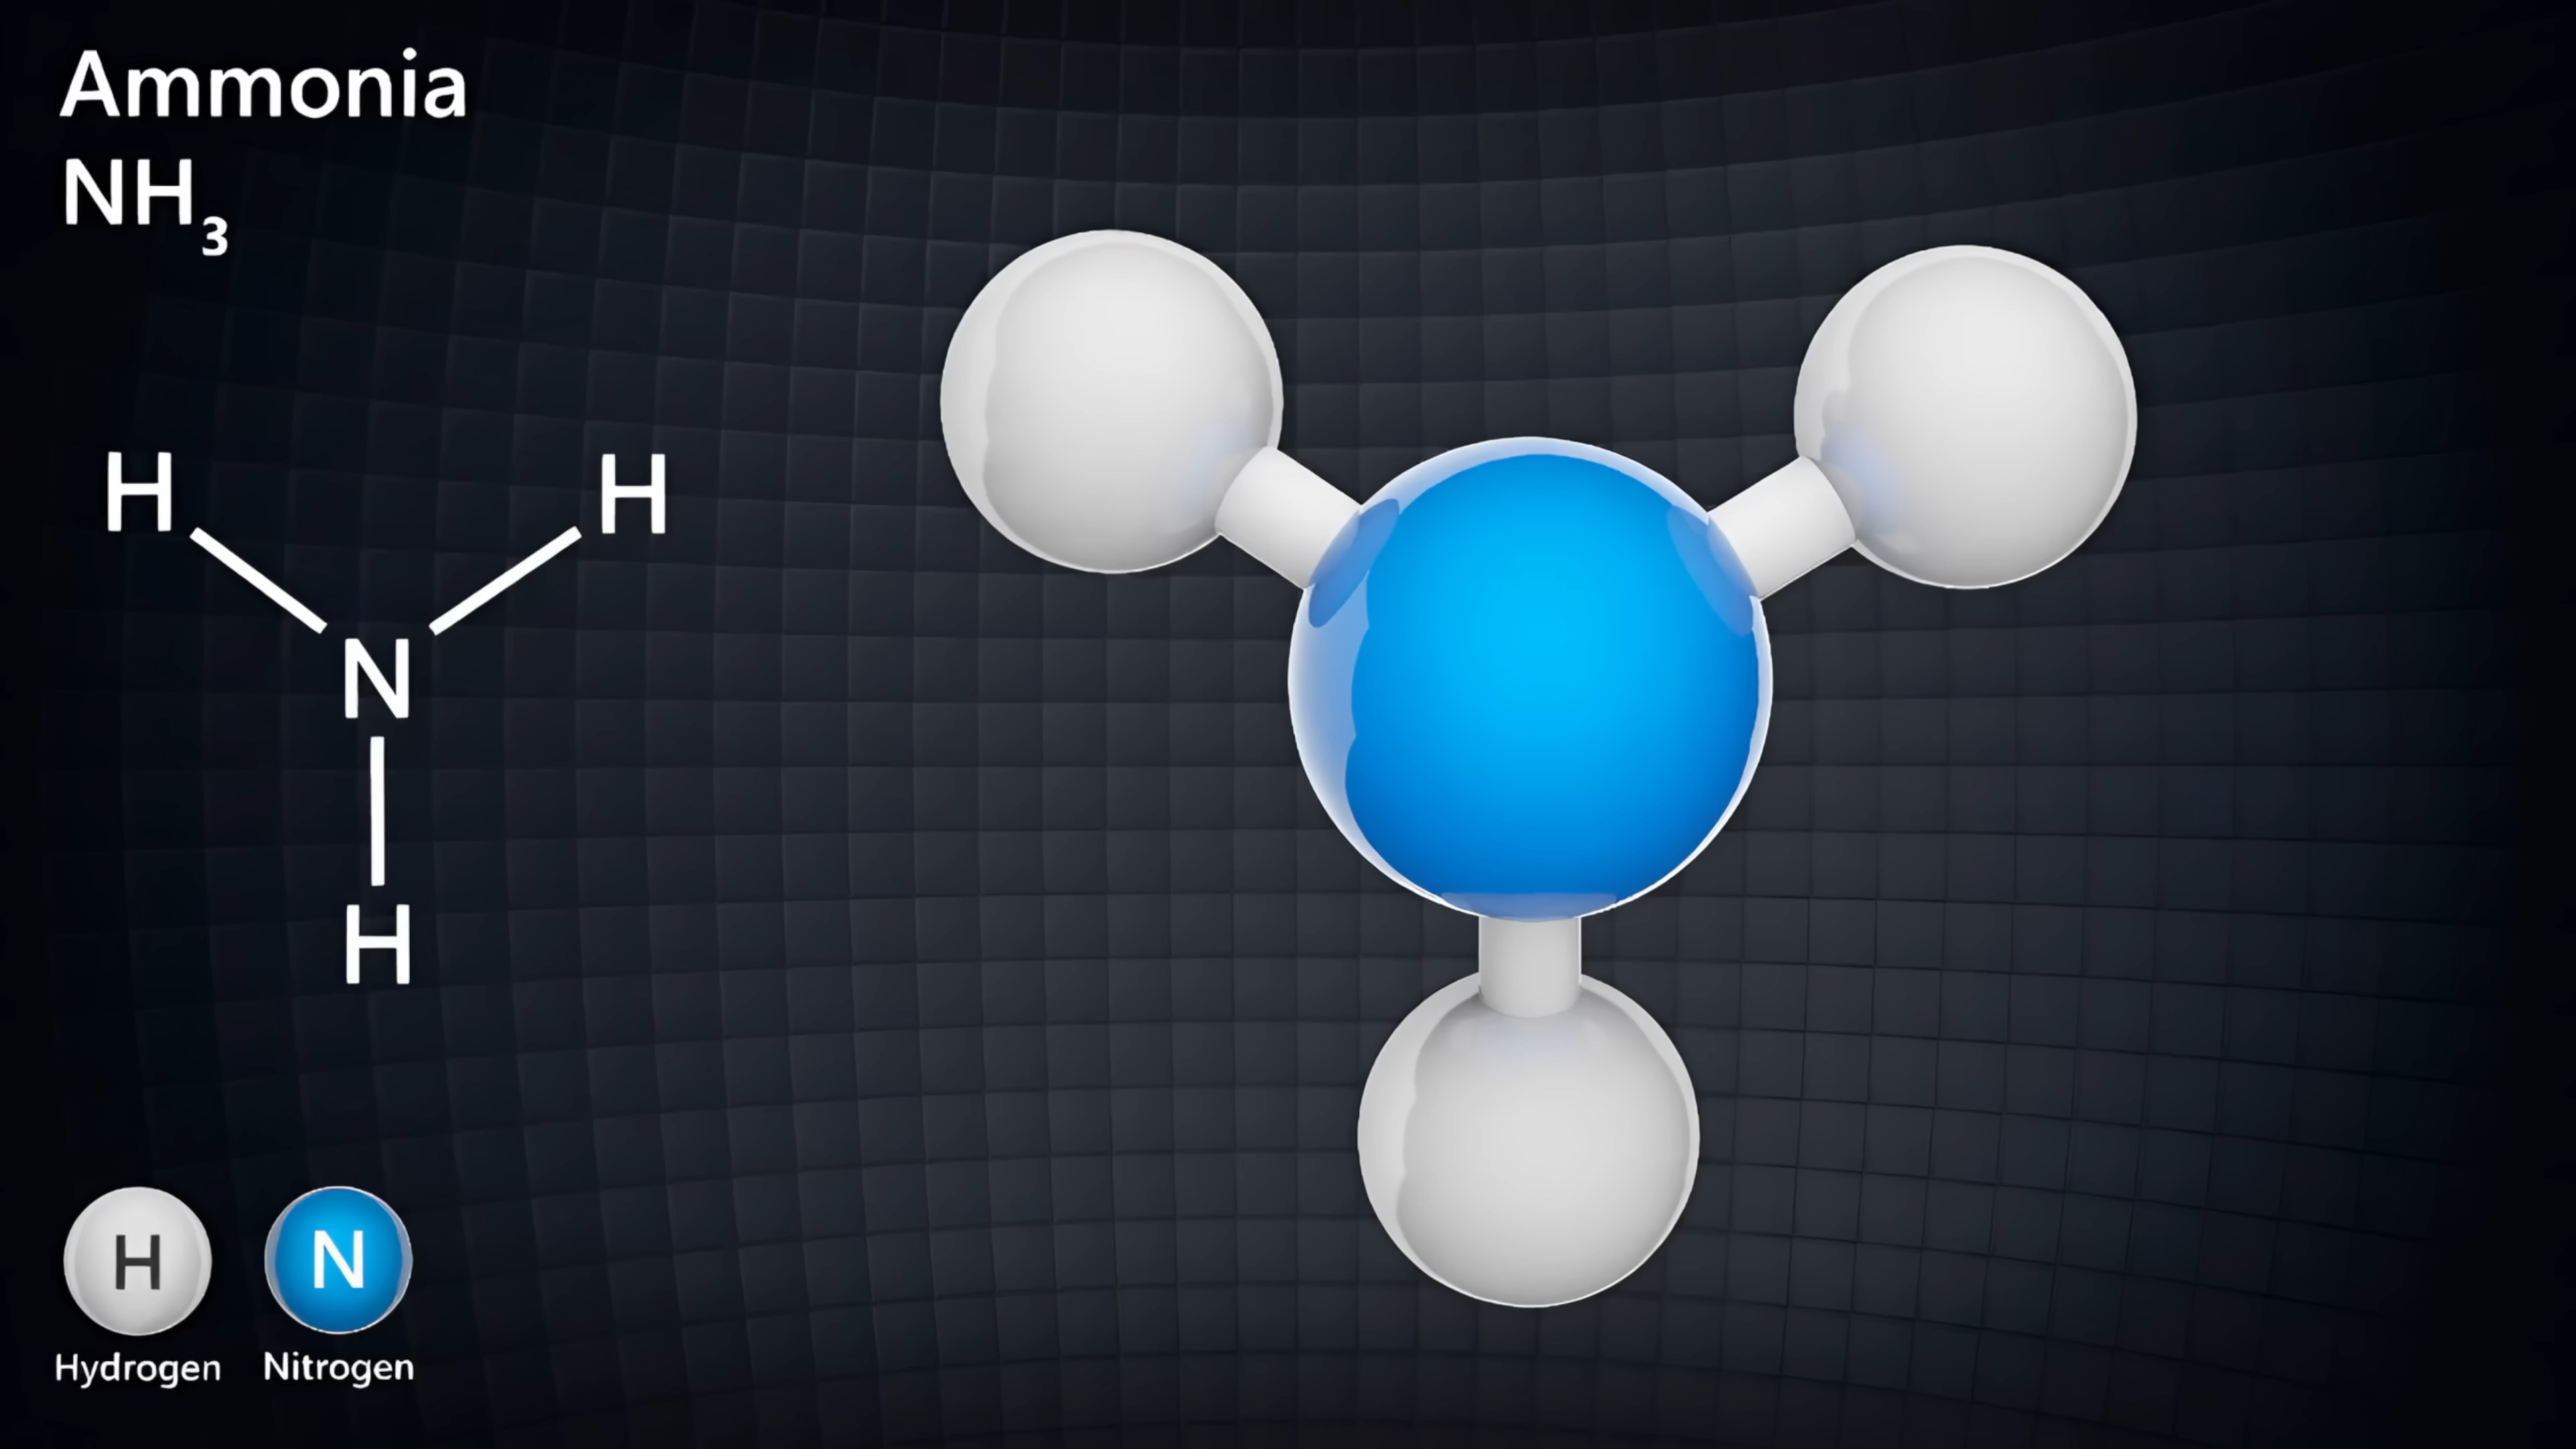 Ammonia
NH₃
H H
N
H
H N
Hydrogen Nitrogen